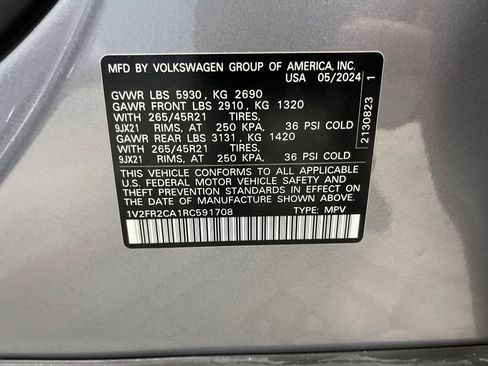 MFD BY VOLKSWAGEN GROUP OF AMERICA, INC.
USA 05/2024
GVWR LBS 5930, KG 2690
GAWR FRONT LBS 2910, KG 1320
WITH 265/45R21 TIRES,
9JX21 RIMS, AT 250 KPA, 36 PSI COLD
GAWR REAR LBS 3131, KG 1420
WITH 265/45R21 TIRES,
9JX21 RIMS, AT 250 KPA, 36 PSI COLD
THIS VEHICLE CONFORMS TO ALL APPLICABLE
U.S. FEDERAL MOTOR VEHICLE SAFETY AND
THEFT PREVENTION STANDARDS IN EFFECT ON
THE DATE OF MANUFACTURE SHOWN ABOVE.
1V2FR2CA1RC591708
TYPE: MPV
2130823 1